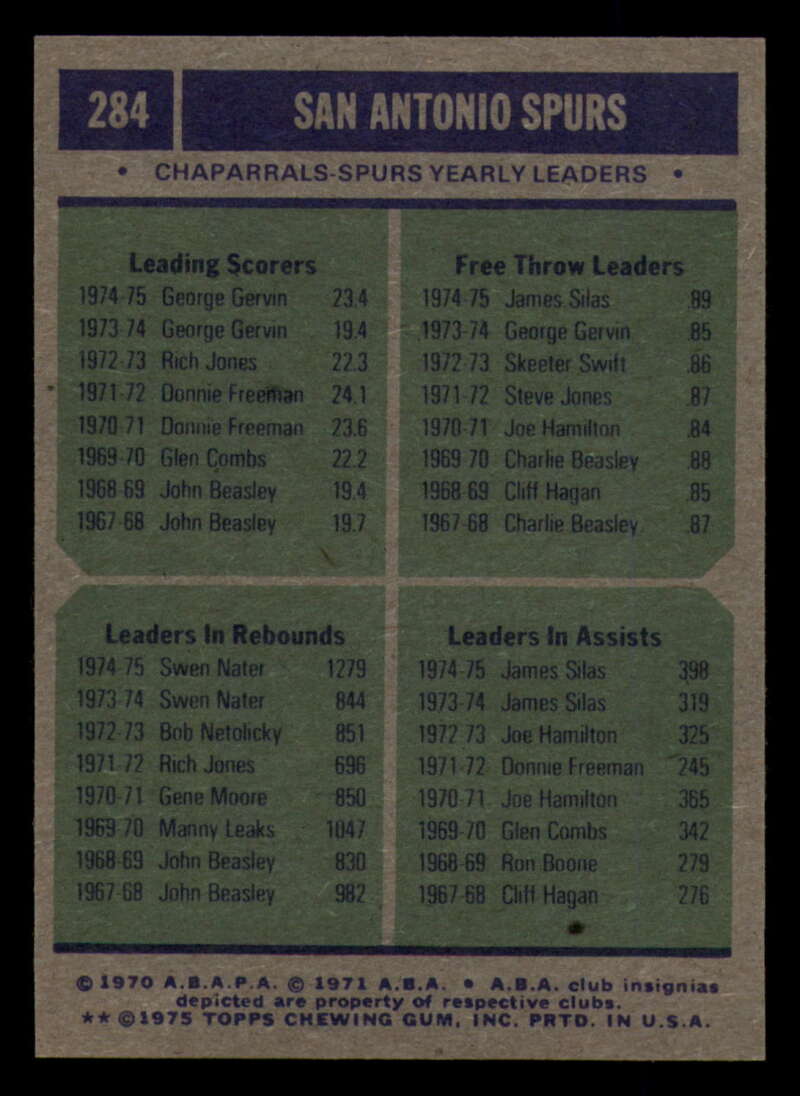 284 SAN ANTONIO SPURS
• CHAPARRALS-SPURS YEARLY LEADERS •
Leading Scorers
1974-75 George Gervin 23.4
1973-74 George Gervin 19.4
1972-73 Rich Jones 22.3
1971-72 Donnie Freeman 24.1
1970-71 Donnie Freeman 23.6
1969-70 Glen Combs 22.2
1968-69 John Beasley 19.4
1967-68 John Beasley 19.7
Free Throw Leaders
1974-75 James Silas .89
1973-74 George Gervin .85
1972-73 Skeeter Swift .86
1971-72 Steve Jones .87
1970-71 Joe Hamilton .84
1969-70 Charlie Beasley .88
1968-69 Cliff Hagan .85
1967-68 Charlie Beasley .87
Leaders In Rebounds
1974-75 Swen Nater 1279
1973-74 Swen Nater 844
1972-73 Bob Netolicky 851
1971-72 Rich Jones 696
1970-71 Gene Moore 850
1969-70 Manny Leaks 1047
1968-69 John Beasley 830
1967-68 John Beasley 982
Leaders In Assists
1974-75 James Silas 398
1973-74 James Silas 319
1972-73 Joe Hamilton 325
1971-72 Donnie Freeman 245
1970-71 Joe Hamilton 365
1969-70 Glen Combs 342
1968-69 Ron Boone 279
1967-68 Cliff Hagan 276
© 1970 A.B.A.P.A. © 1971 A.B.A. • A.B.A. club insignias
depicted are property of respective clubs.
** ©1975 TOPPS CHEWING GUM, INC. PRTD. IN U.S.A.